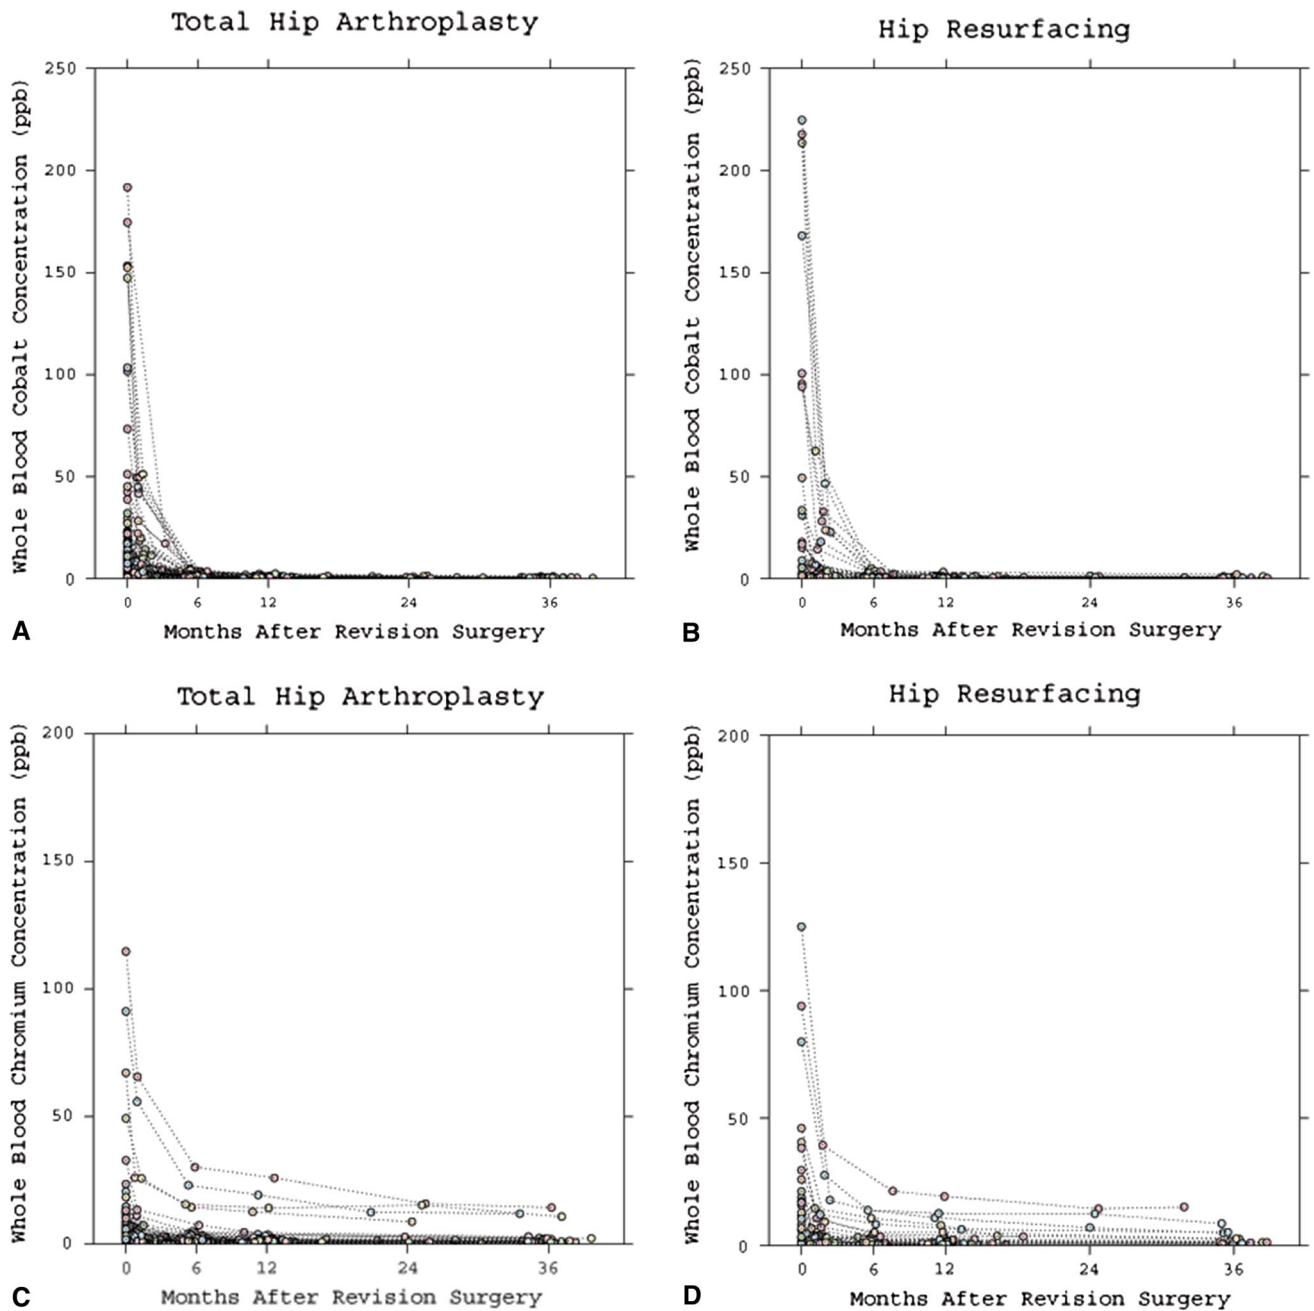 Total Hip Arthroplasty
Whole Blood Cobalt Concentration (ppb)
250
200
150
100
50
0
0 6 12 24 36
Months After Revision Surgery
A
Hip Resurfacing
Whole Blood Cobalt Concentration (ppb)
250
200
150
100
50
0
0 6 12 24 36
Months After Revision Surgery
B
Total Hip Arthroplasty
Whole Blood Chromium Concentration (ppb)
200
150
100
50
0
0 6 12 24 36
Months After Revision Surgery
C
Hip Resurfacing
Whole Blood Chromium Concentration (ppb)
200
150
100
50
0
0 6 12 24 36
Months After Revision Surgery
D